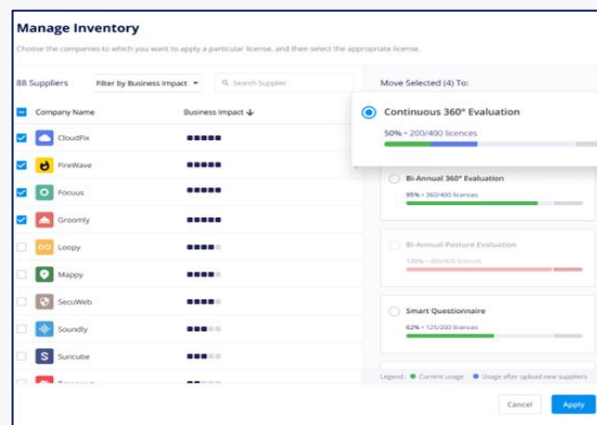 Manage Inventory
Choose the companies to which you want to apply a particular license, and then select the appropriate license.
88 Suppliers
Filter by Business Impact
Search Supplier
Move Selected (4) To:
Company Name
Business Impact
CloudFix
FireWave
Focuus
Groomly
Loopy
Mappy
SecuWeb
Soundly
Suncube
Continuous 360° Evaluation
50% • 200/400 licences
Bi-Annual 360° Evaluation
95% • 360/400 licences
Bi-Annual Posture Evaluation
120% • 480/400 licences
Smart Questionnaire
62% • 125/200 licences
Legend: Current usage Usage after upload new suppliers
Cancel
Apply